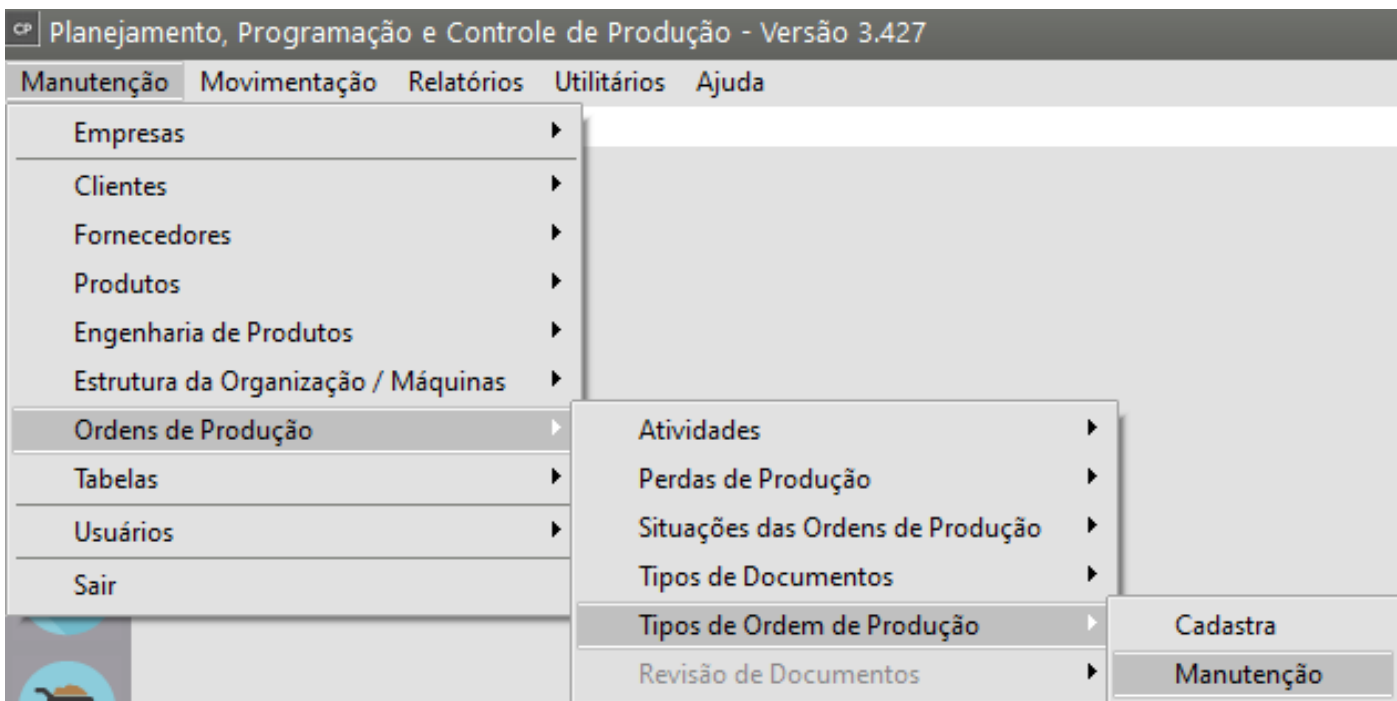 CP Planejamento, Programação e Controle de Produção - Versão 3.427
Manutenção Movimentação Relatórios Utilitários Ajuda
Empresas
Clientes
Fornecedores
Produtos
Engenharia de Produtos
Estrutura da Organização / Máquinas
Ordens de Produção
Tabelas
Usuários
Sair
Atividades
Perdas de Produção
Situações das Ordens de Produção
Tipos de Documentos
Tipos de Ordem de Produção
Revisão de Documentos
Cadastra
Manutenção